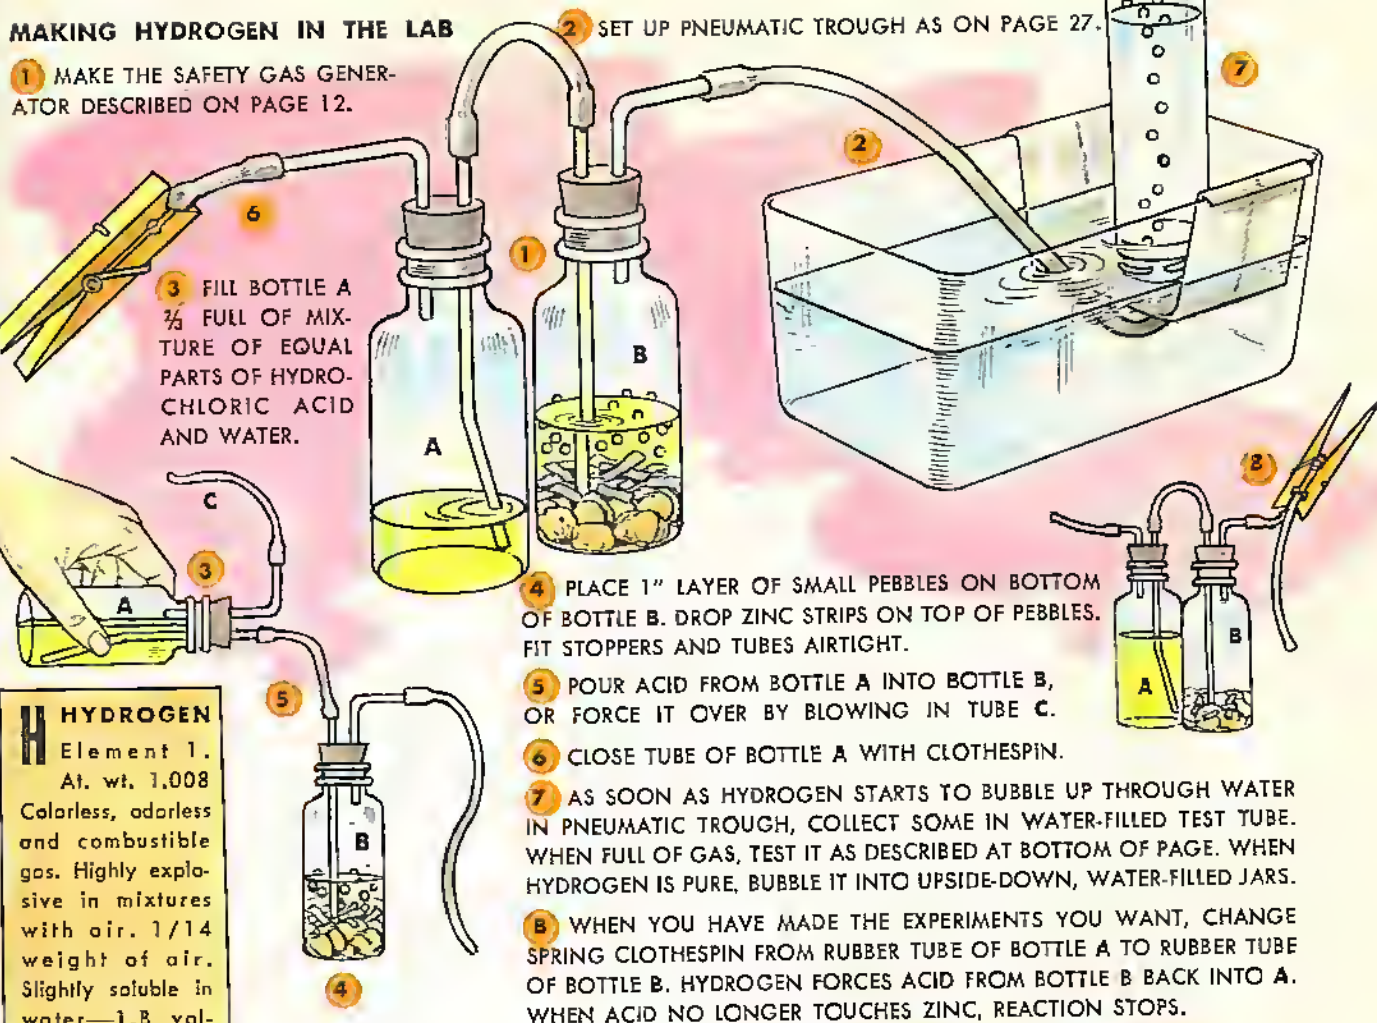 MAKING HYDROGEN IN THE LAB
1 MAKE THE SAFETY GAS GENER-
ATOR DESCRIBED ON PAGE 12.
2 SET UP PNEUMATIC TROUGH AS ON PAGE 27.
7
2
6
1
3 FILL BOTTLE A
⅔ FULL OF MIX-
TURE OF EQUAL
PARTS OF HYDRO-
CHLORIC ACID
AND WATER.
A
B
C
3
A
8
A
B
5
B
4
4 PLACE 1" LAYER OF SMALL PEBBLES ON BOTTOM
OF BOTTLE B. DROP ZINC STRIPS ON TOP OF PEBBLES.
FIT STOPPERS AND TUBES AIRTIGHT.
5 POUR ACID FROM BOTTLE A INTO BOTTLE B,
OR FORCE IT OVER BY BLOWING IN TUBE C.
6 CLOSE TUBE OF BOTTLE A WITH CLOTHESPIN.
7 AS SOON AS HYDROGEN STARTS TO BUBBLE UP THROUGH WATER
IN PNEUMATIC TROUGH, COLLECT SOME IN WATER-FILLED TEST TUBE.
WHEN FULL OF GAS, TEST IT AS DESCRIBED AT BOTTOM OF PAGE. WHEN
HYDROGEN IS PURE, BUBBLE IT INTO UPSIDE-DOWN, WATER-FILLED JARS.
8 WHEN YOU HAVE MADE THE EXPERIMENTS YOU WANT, CHANGE
SPRING CLOTHESPIN FROM RUBBER TUBE OF BOTTLE A TO RUBBER TUBE
OF BOTTLE B. HYDROGEN FORCES ACID FROM BOTTLE B BACK INTO A.
WHEN ACID NO LONGER TOUCHES ZINC, REACTION STOPS.
H HYDROGEN
Element 1.
At. wt. 1.008
Colorless, odorless
and combustible
gas. Highly explo-
sive in mixtures
with air. 1/14
weight of air.
Slightly soluble in
water—1.8 vol-